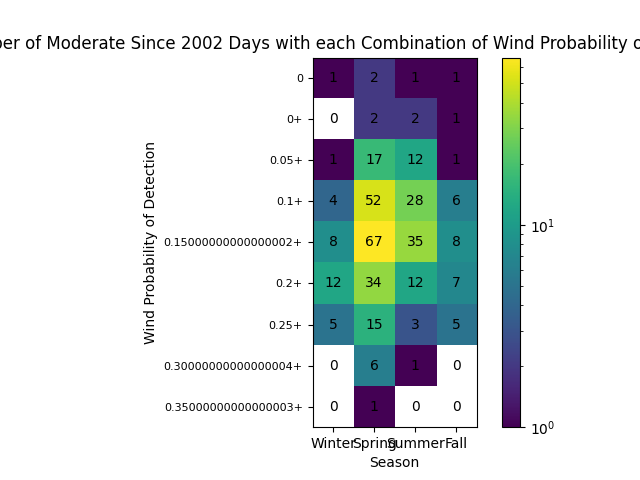 ber of Moderate Since 2002 Days with each Combination of Wind Probability o
Wind Probability of Detection
0 1 2 1 1
0+ 0 2 2 1
0.05+ 1 17 12 1
0.1+ 4 52 28 6
0.15000000000000002+ 8 67 35 8
0.2+ 12 34 12 7
0.25+ 5 15 3 5
0.30000000000000004+ 0 6 1 0
0.35000000000000003+ 0 1 0 0
Winter Spring Summer Fall
Season
10¹
10⁰